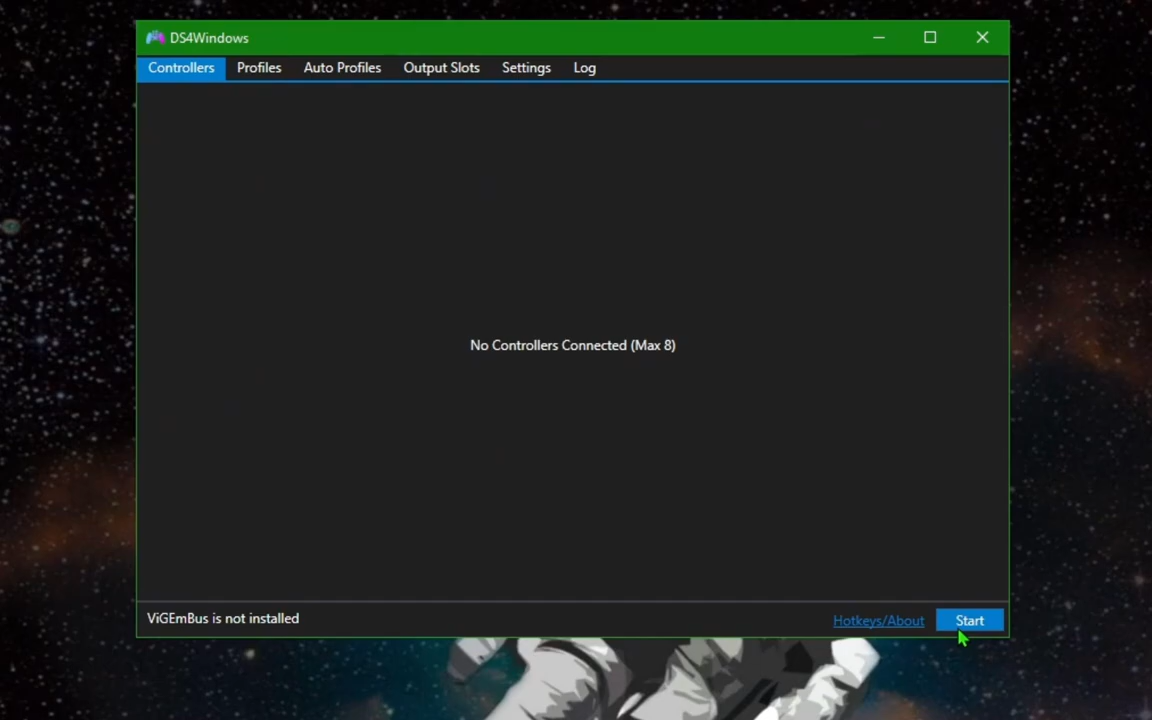 DS4Windows
Controllers Profiles Auto Profiles Output Slots Settings Log
No Controllers Connected (Max 8)
ViGEmBus is not installed Hotkeys/About Start